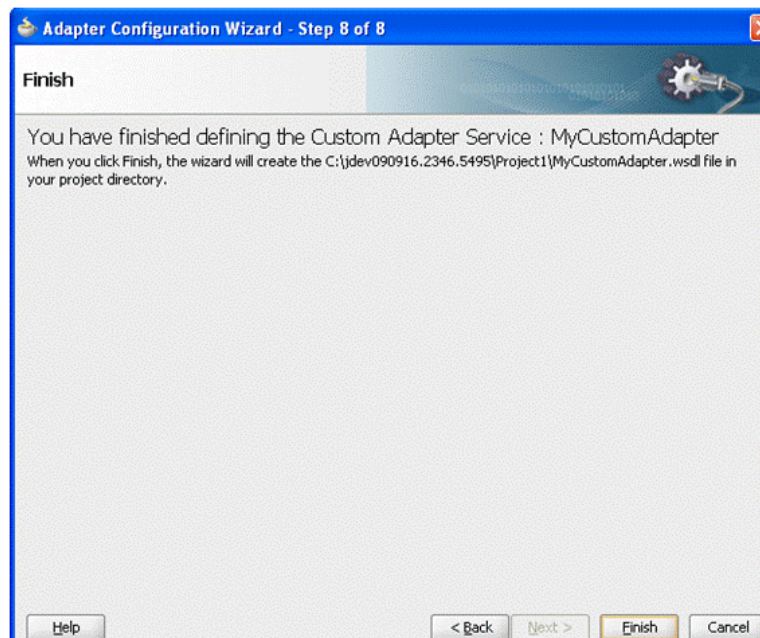 Adapter Configuration Wizard - Step 8 of 8
Finish
You have finished defining the Custom Adapter Service : MyCustomAdapter
When you click Finish, the wizard will create the C:\jdev090916.2346.5495\Project1\MyCustomAdapter.wsdl file in
your project directory.
Help < Back Next > Finish Cancel